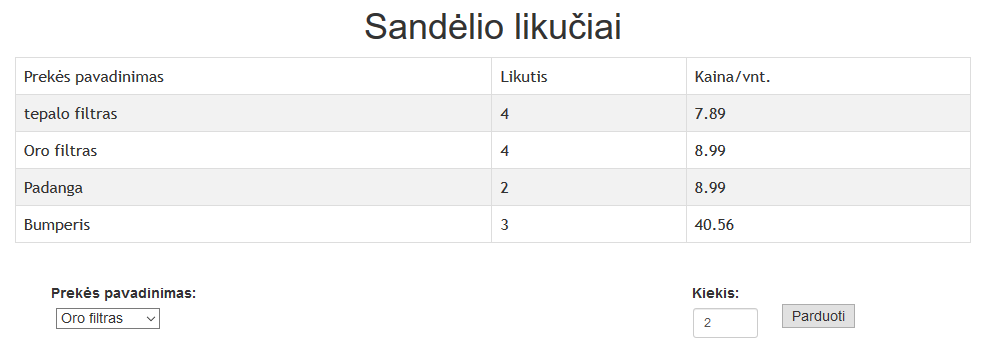 Sandėlio likučiai
Prekės pavadinimas Likutis Kaina/vnt.
tepalo filtras 4 7.89
Oro filtras 4 8.99
Padanga 2 8.99
Bumperis 3 40.56
Prekės pavadinimas: Kiekis:
Oro filtras 2 Parduoti